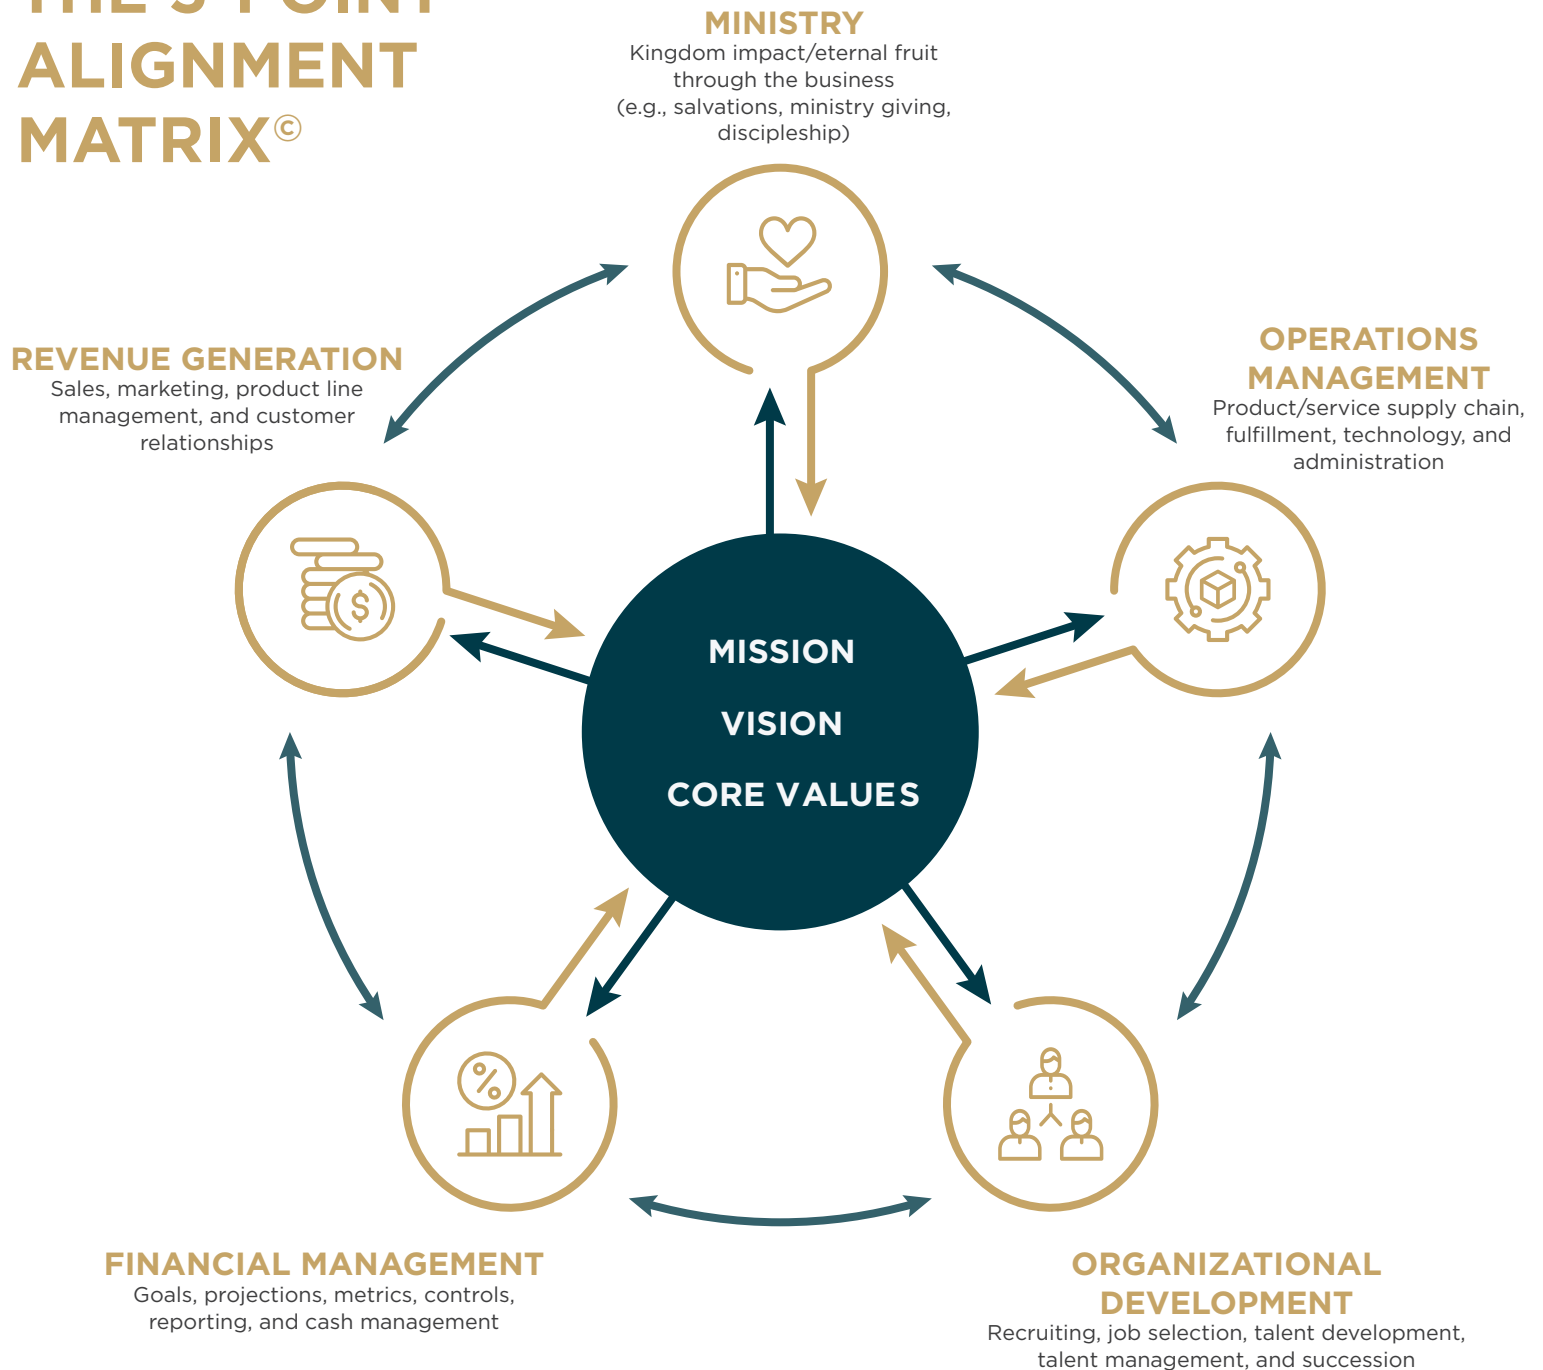 THE 5-POINT
ALIGNMENT
MATRIX©
MINISTRY
Kingdom impact/eternal fruit
through the business
(e.g., salvations, ministry giving,
discipleship)
REVENUE GENERATION
Sales, marketing, product line
management, and customer
relationships
OPERATIONS
MANAGEMENT
Product/service supply chain,
fulfillment, technology, and
administration
$
MISSION
VISION
CORE VALUES
%
FINANCIAL MANAGEMENT
Goals, projections, metrics, controls,
reporting, and cash management
ORGANIZATIONAL
DEVELOPMENT
Recruiting, job selection, talent development,
talent management, and succession